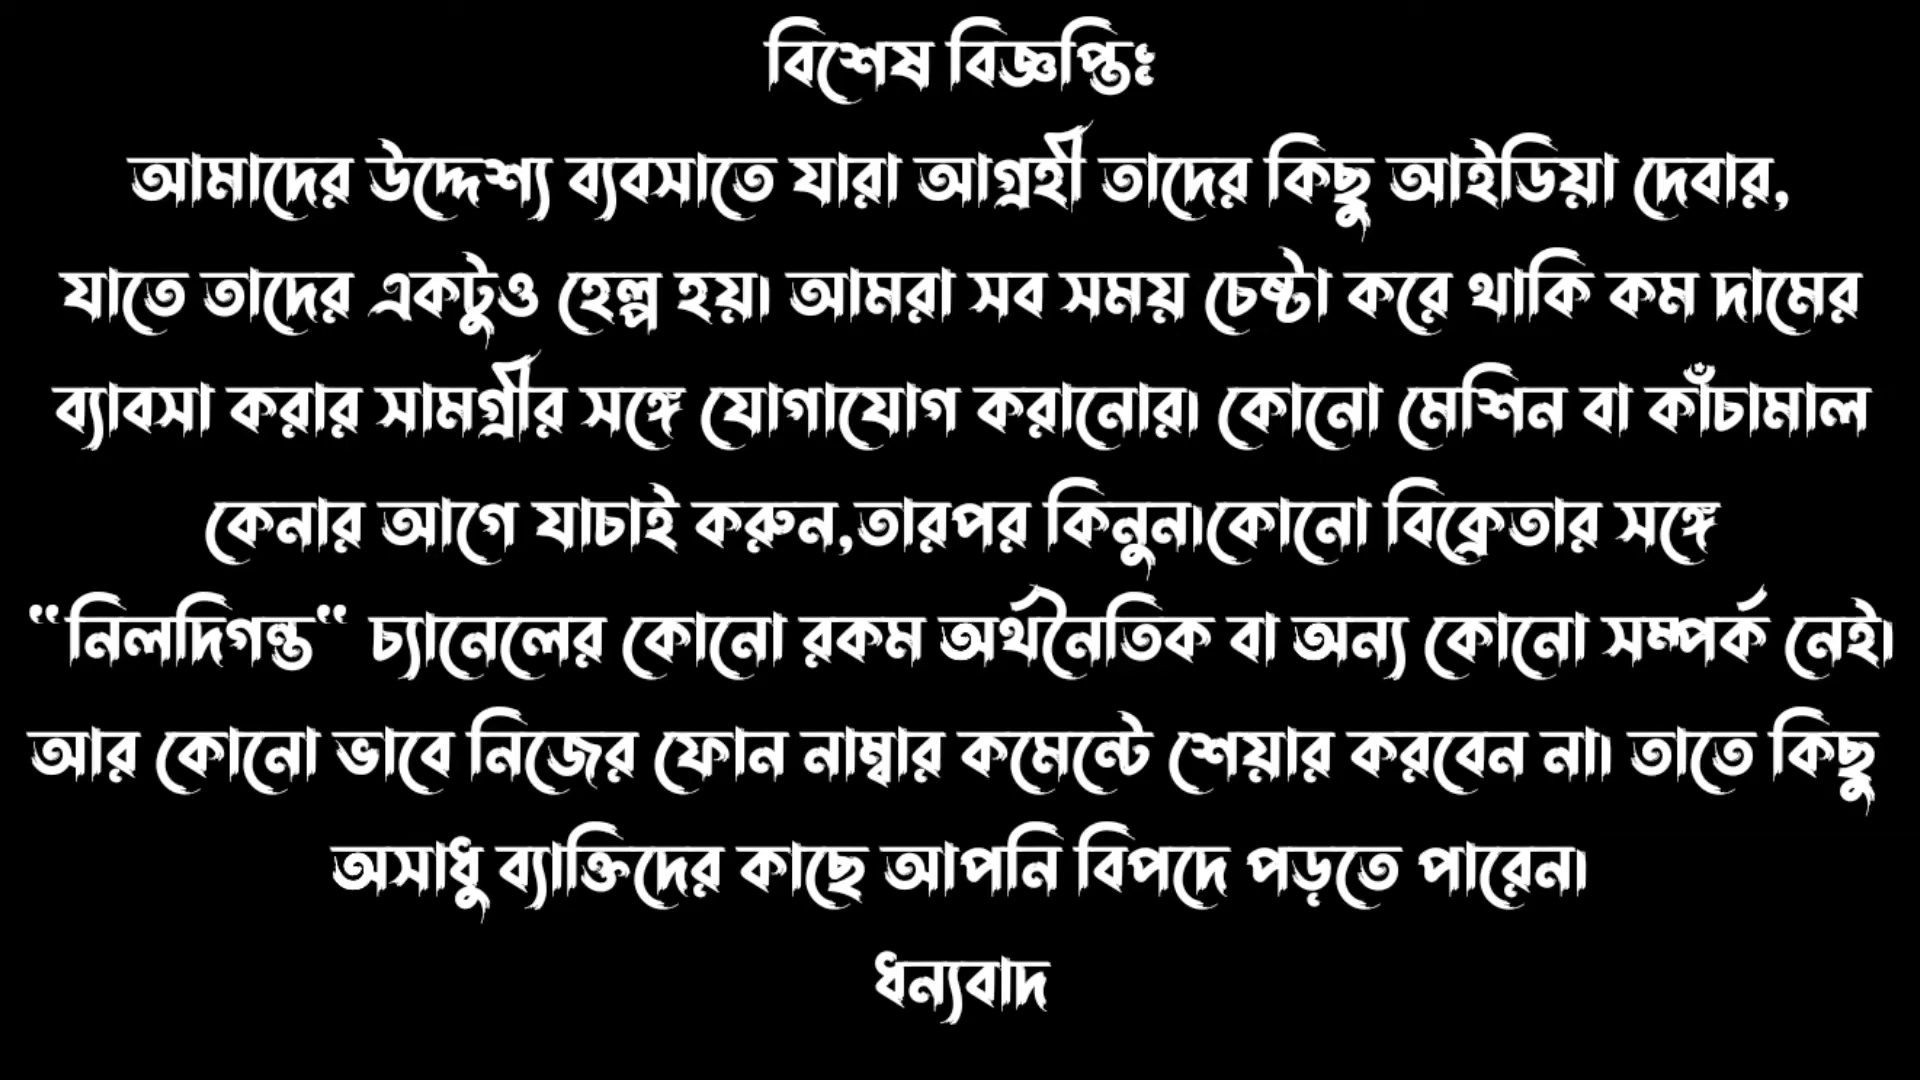 বিশেষ বিজ্ঞপ্তিঃ
আমাদের উদ্দেশ্য ব্যবসাতে যারা আগ্রহী তাদের কিছু আইডিয়া দেবার,
যাতে তাদের একটুও হেল্প হয়। আমরা সব সময় চেষ্টা করে থাকি কম দামের
ব্যাবসা করার সামগ্রীর সঙ্গে যোগাযোগ করানোর। কোনো মেশিন বা কাঁচামাল
কেনার আগে যাচাই করুন,তারপর কিনুন।কোনো বিক্রেতার সঙ্গে
“নিলদিগন্ত“ চ্যানেলের কোনো রকম অর্থনৈতিক বা অন্য কোনো সম্পর্ক নেই।
আর কোনো ভাবে নিজের ফোন নাম্বার কমেন্টে শেয়ার করবেন না। তাতে কিছু
অসাধু ব্যাক্তিদের কাছে আপনি বিপদে পড়তে পারেন।
ধন্যবাদ